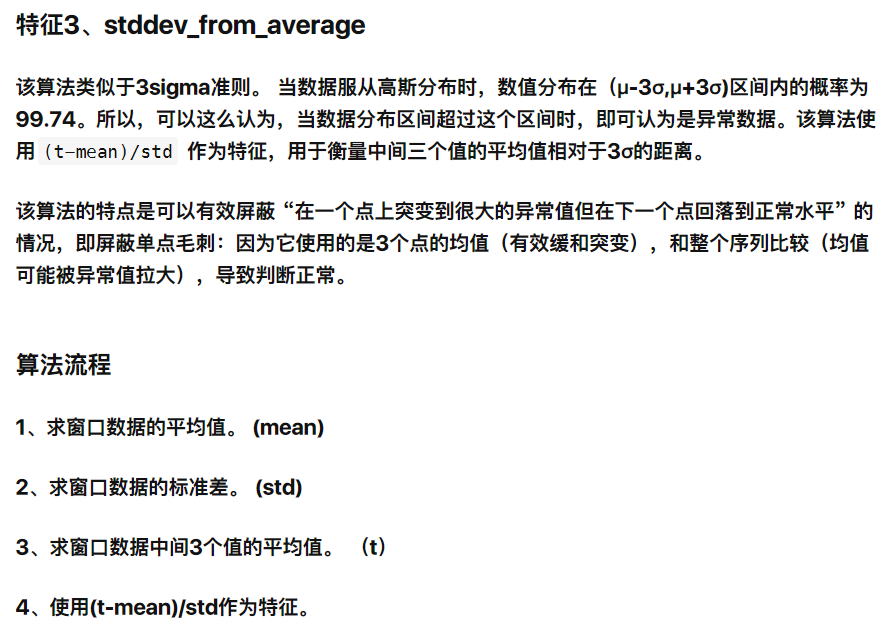 特征3、stddev_from_average
该算法类似于3sigma准则。 当数据服从高斯分布时，数值分布在（μ-3σ,μ+3σ)区间内的概率为
99.74。所以，可以这么认为，当数据分布区间超过这个区间时，即可认为是异常数据。该算法使
用 (t-mean)/std 作为特征，用于衡量中间三个值的平均值相对于3σ的距离。
该算法的特点是可以有效屏蔽“在一个点上突变到很大的异常值但在下一个点回落到正常水平”的
情况，即屏蔽单点毛刺：因为它使用的是3个点的均值（有效缓和突变），和整个序列比较（均值
可能被异常值拉大），导致判断正常。
算法流程
1、求窗口数据的平均值。 (mean)
2、求窗口数据的标准差。 (std)
3、求窗口数据中间3个值的平均值。 （t）
4、使用(t-mean)/std作为特征。